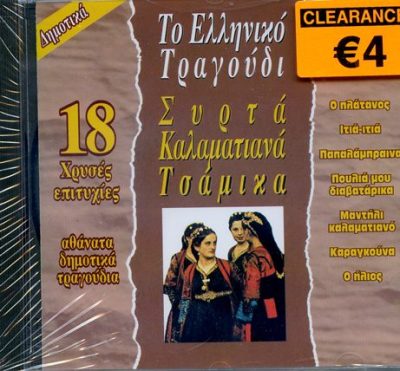 Δημοτικά
Το Ελληνικό
Τραγούδι
CLEARANCE
€4
Συρτά
Καλαματιανά
Τσάμικα
18
Χρυσές
επιτυχίες
αθάνατα
δημοτικά
τραγούδια
Ο πλάτανος
Ιτιά-ιτιά
Παπαλάμπραινα
Πουλιά μου
διαβατάρικα
Μαντήλι
καλαματιανό
Καραγκούνα
Ο ήλιος